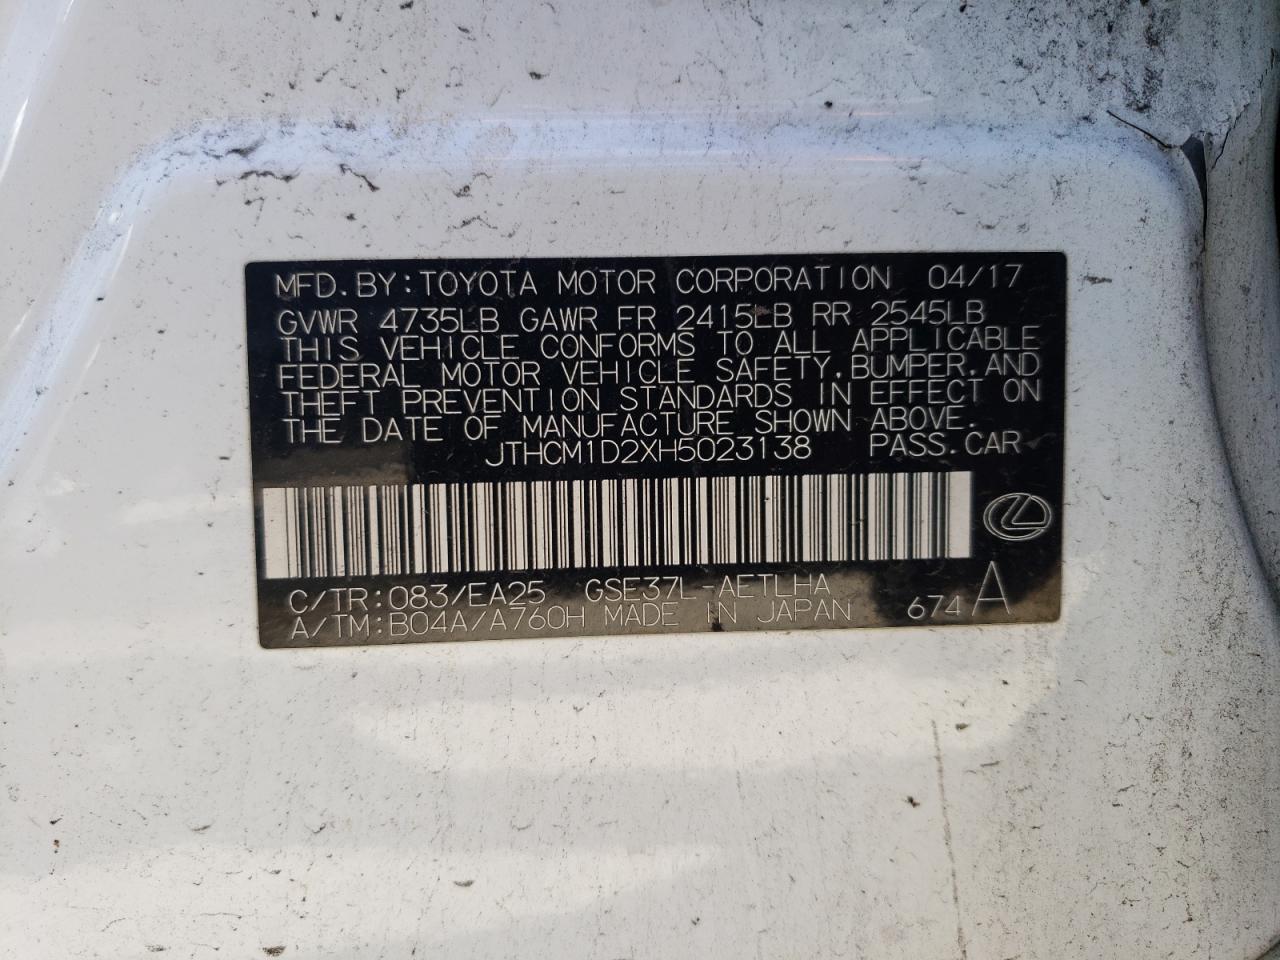 MFD. BY: TOYOTA MOTOR CORPORATION 04/17
GVWR 4735LB GAWR FR 2415LB RR 2545LB
THIS VEHICLE CONFORMS TO ALL APPLICABLE
FEDERAL MOTOR VEHICLE SAFETY, BUMPER, AND
THEFT PREVENTION STANDARDS IN EFFECT ON
THE DATE OF MANUFACTURE SHOWN ABOVE.
JTHCM1D2XH5023138 PASS. CAR
C/TR: 083/EA25 GSE37L-AETLHA
A/TM: B04A/A760H MADE IN JAPAN 674 A